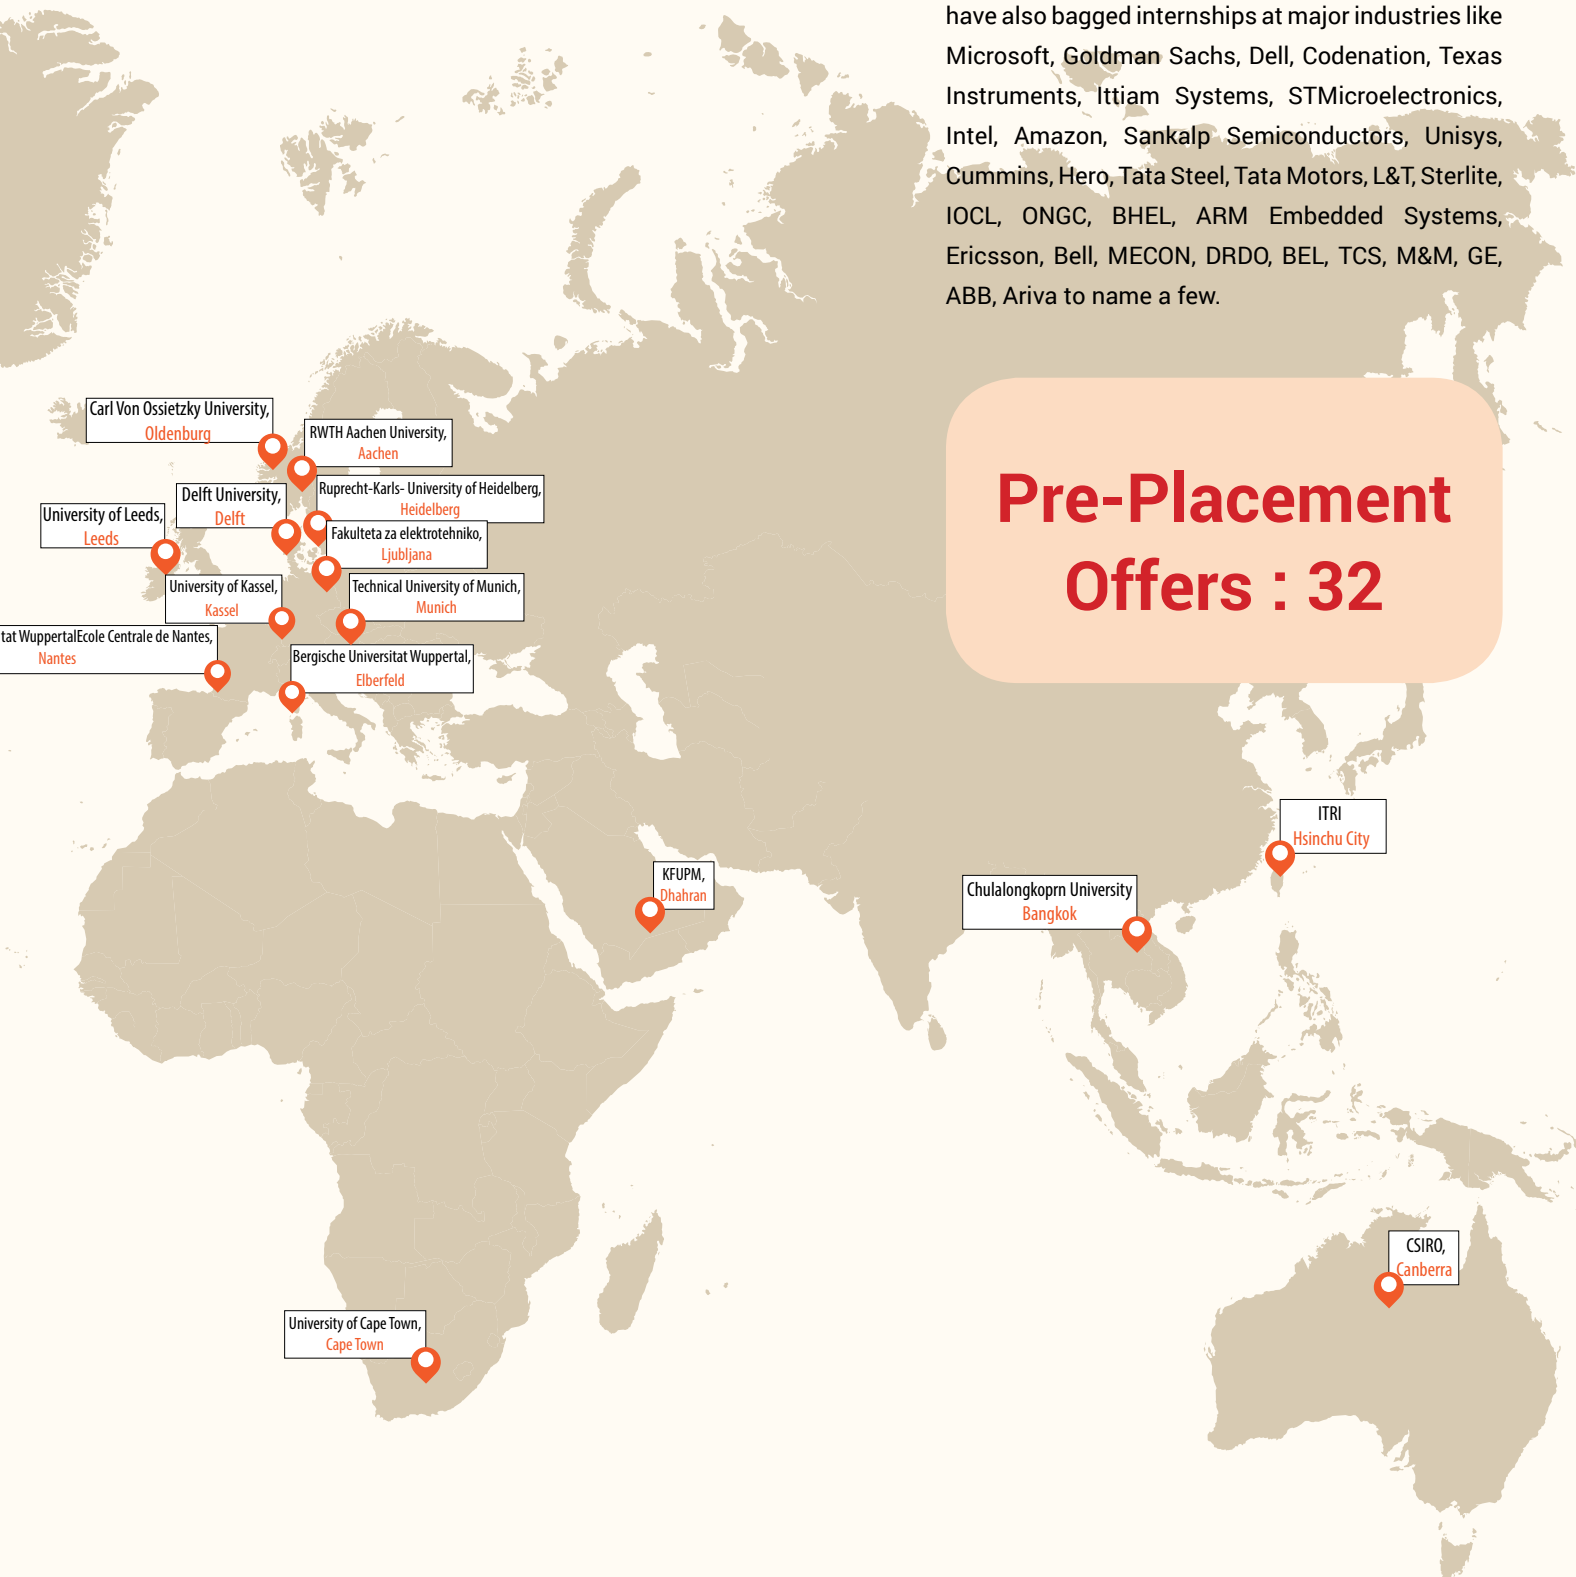 have also bagged internships at major industries like
Microsoft, Goldman Sachs, Dell, Codenation, Texas
Instruments, Ittiam Systems, STMicroelectronics,
Intel, Amazon, Sankalp Semiconductors, Unisys,
Cummins, Hero, Tata Steel, Tata Motors, L&T, Sterlite,
IOCL, ONGC, BHEL, ARM Embedded Systems,
Ericsson, Bell, MECON, DRDO, BEL, TCS, M&M, GE,
ABB, Ariva to name a few.
Pre-Placement
Offers : 32
Carl Von Ossietzky University,
Oldenburg
RWTH Aachen University,
Aachen
Ruprecht-Karls- University of Heidelberg,
Heidelberg
Delft University,
Delft
University of Leeds,
Leeds
Fakulteta za elektrotehniko,
Ljubljana
University of Kassel,
Kassel
Technical University of Munich,
Munich
tat WuppertalEcole Centrale de Nantes,
Nantes
Bergische Universitat Wuppertal,
Elberfeld
ITRI
Hsinchu City
KFUPM,
Dhahran
Chulalongkoprn University
Bangkok
CSIRO,
Canberra
University of Cape Town,
Cape Town